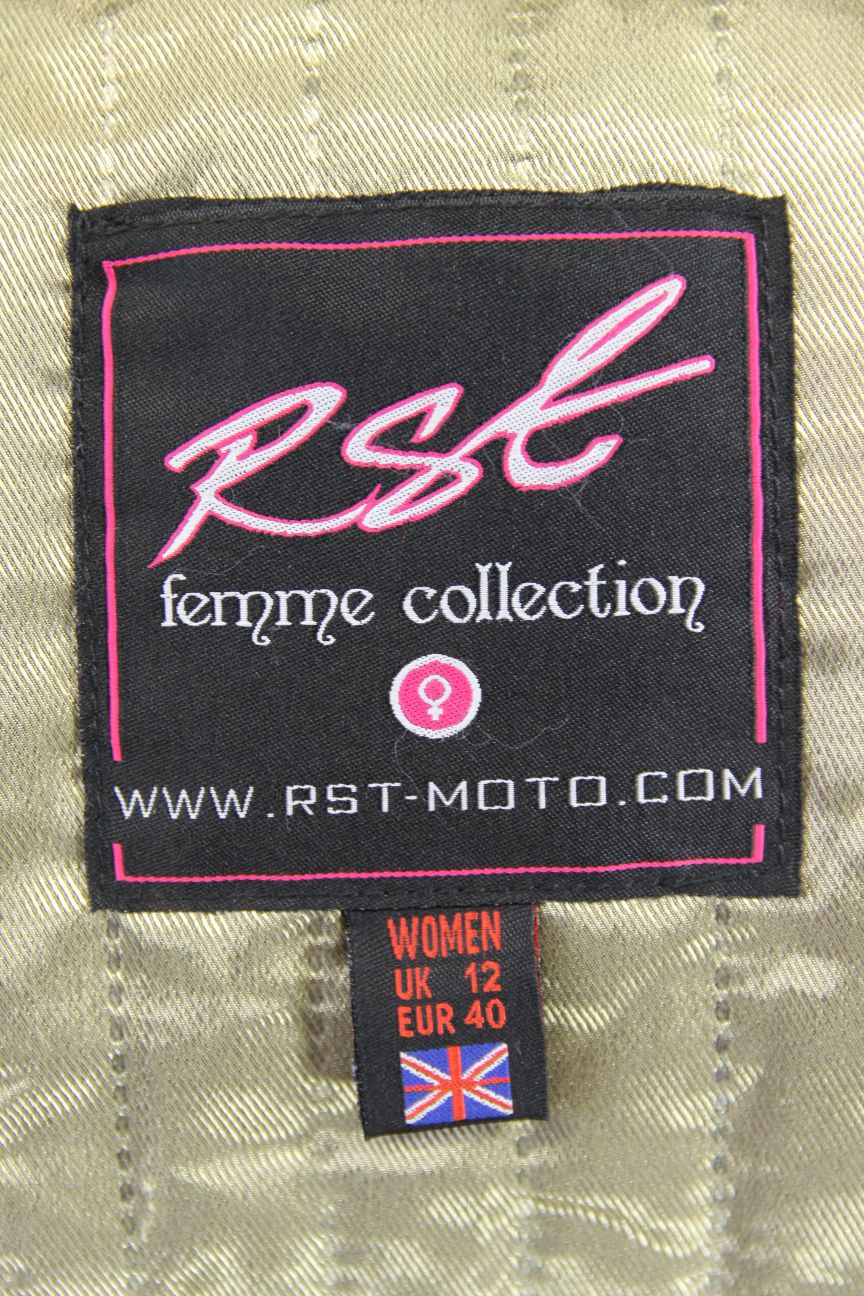 Rst
femme collection
WWW.RST-MOTO.COM
WOMEN
UK 12
EUR 40